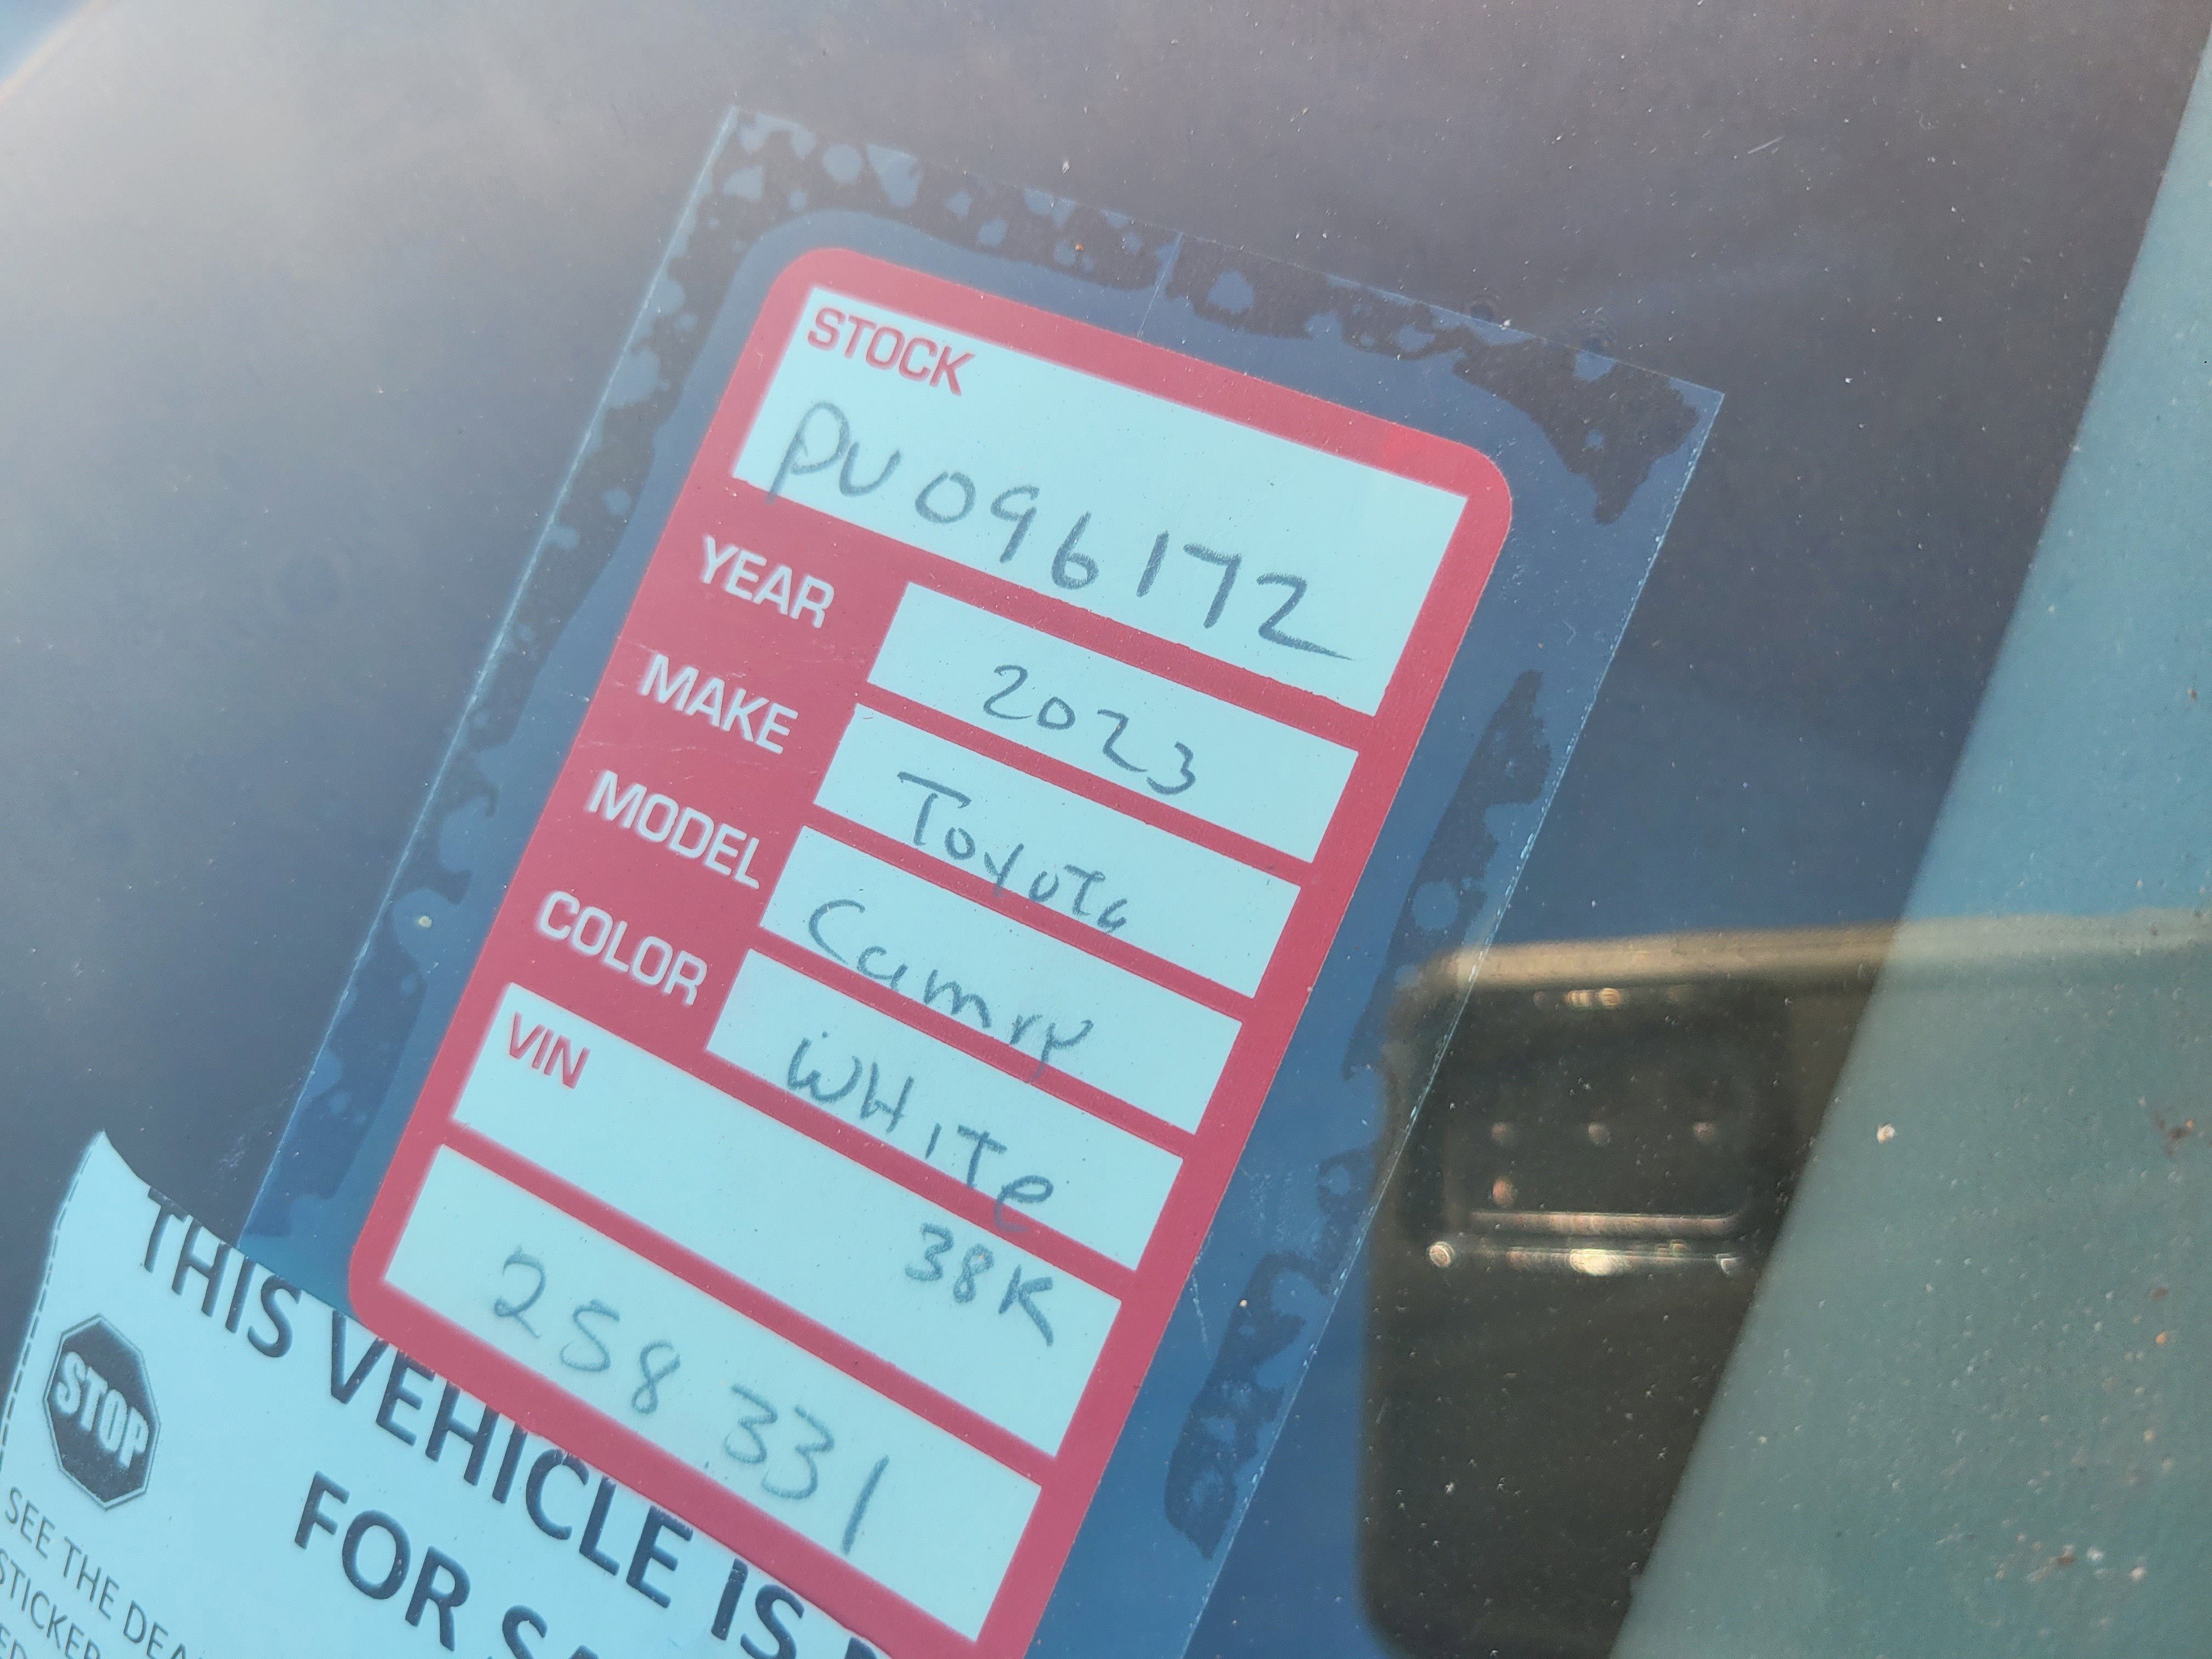 STOCK
PU096172
YEAR 2023
MAKE Toyota
MODEL Camry
COLOR WHITe
VIN
38K
258331
THIS VEHICLE IS
FOR
STOP
SEE THE
STICKER